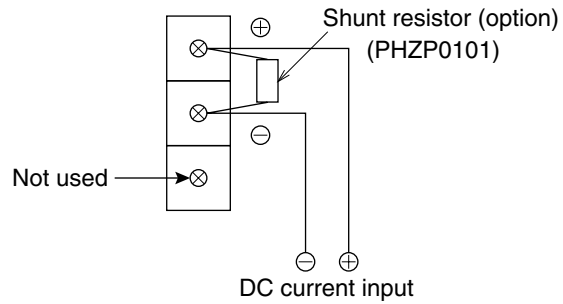 Shunt resistor (option)
(PHZP0101)
Not used
DC current input